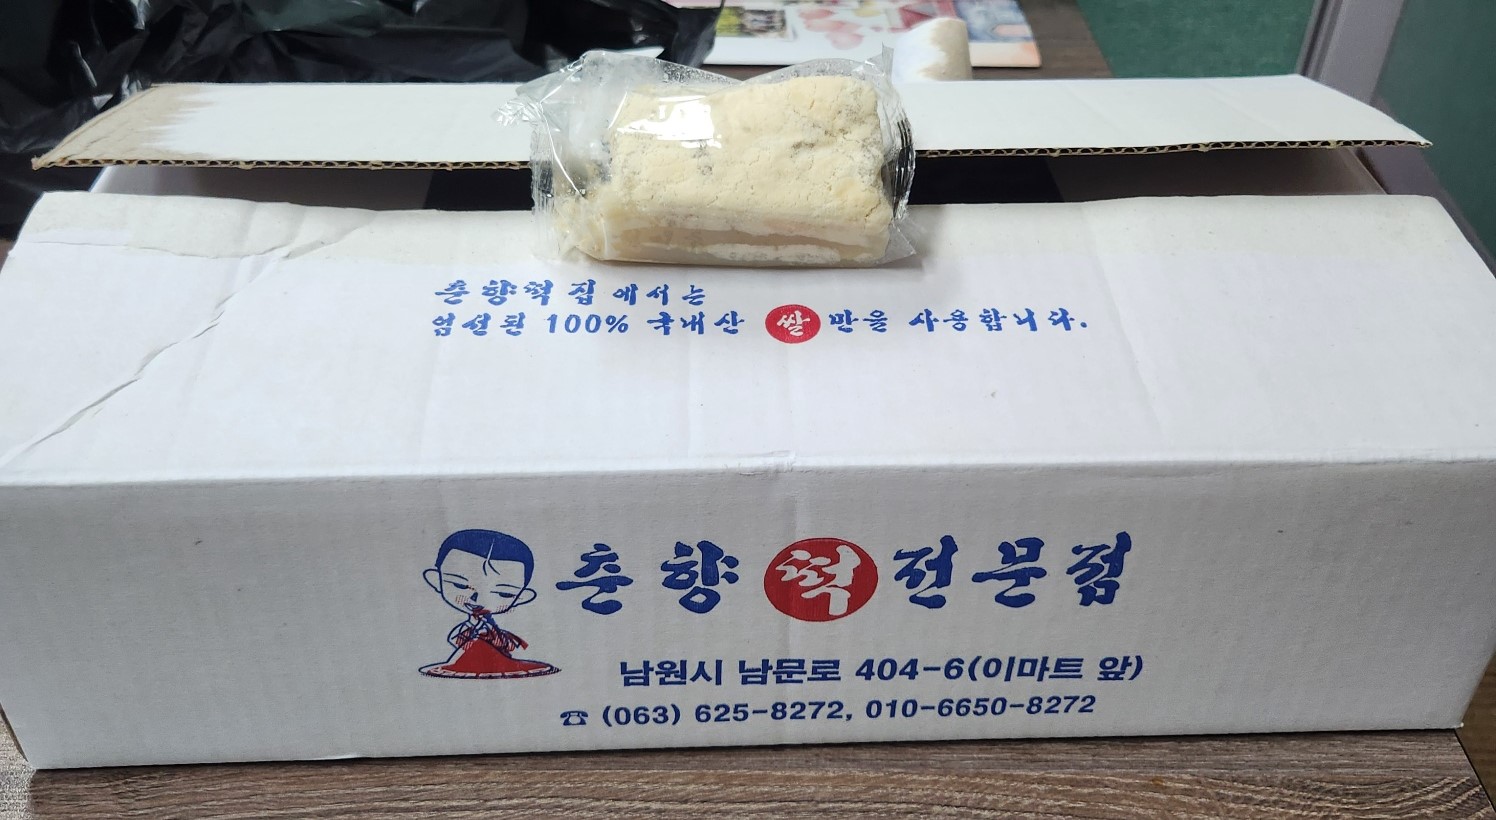 춘향떡집에서는
엄선된 100% 국내산 쌀만을 사용합니다.
춘향떡전문점
남원시 남문로 404-6(이마트 앞)
☎ (063) 625-8272, 010-6650-8272